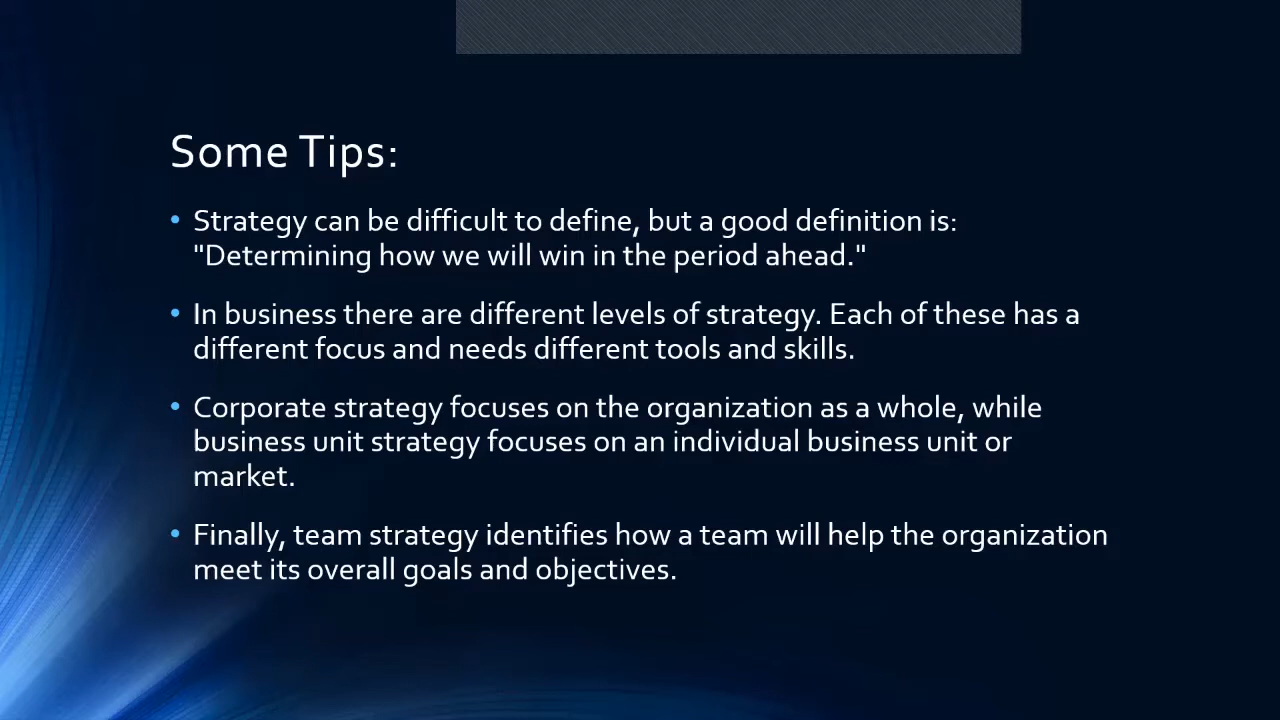 Some Tips:
• Strategy can be difficult to define, but a good definition is:
"Determining how we will win in the period ahead."
• In business there are different levels of strategy. Each of these has a
different focus and needs different tools and skills.
• Corporate strategy focuses on the organization as a whole, while
business unit strategy focuses on an individual business unit or
market.
• Finally, team strategy identifies how a team will help the organization
meet its overall goals and objectives.